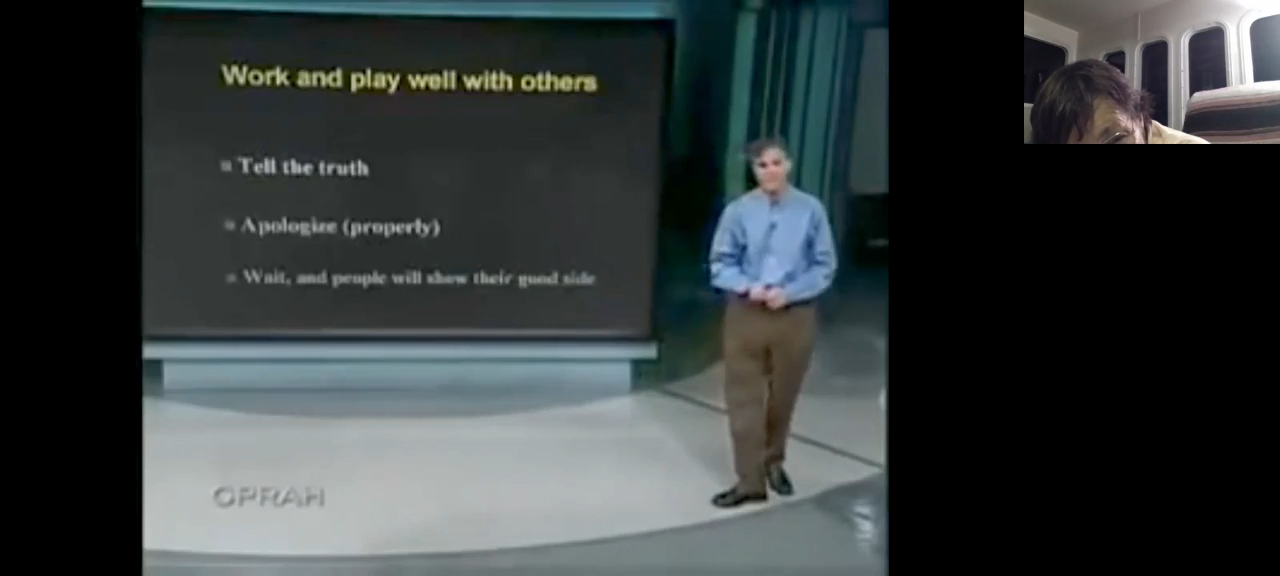 Work and play well with others
Tell the truth
Apologize (properly)
Wait, and people will show their good side
OPRAH